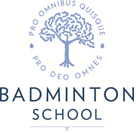 PRO OMNIBUS QUISQUE
PRO DEO OMNES
BADMINTON
SCHOOL